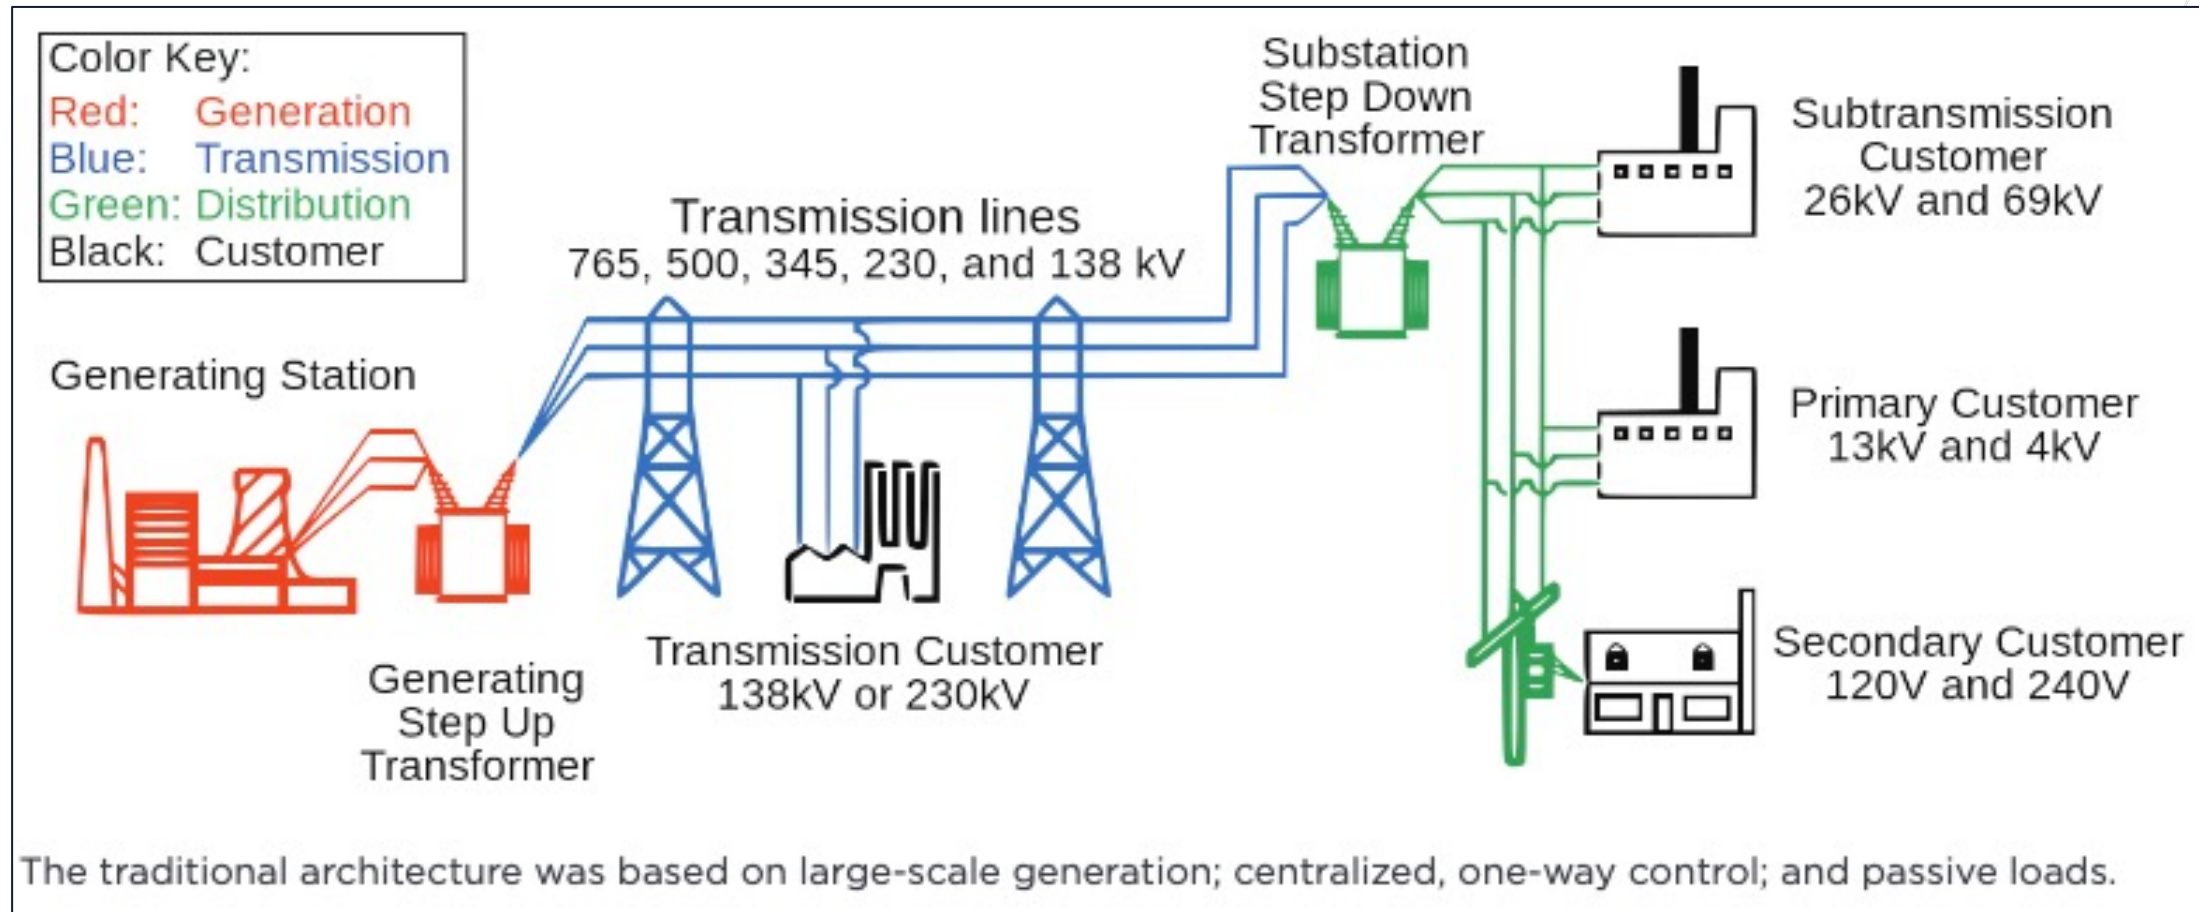 Color Key:
Red: Generation
Blue: Transmission
Green: Distribution
Black: Customer
Substation
Step Down
Transformer
Subtransmission
Customer
26kV and 69kV
Transmission lines
765, 500, 345, 230, and 138 kV
Generating Station
Primary Customer
13kV and 4kV
Generating
Step Up
Transformer
Transmission Customer
138kV or 230kV
Secondary Customer
120V and 240V
The traditional architecture was based on large-scale generation; centralized, one-way control; and passive loads.